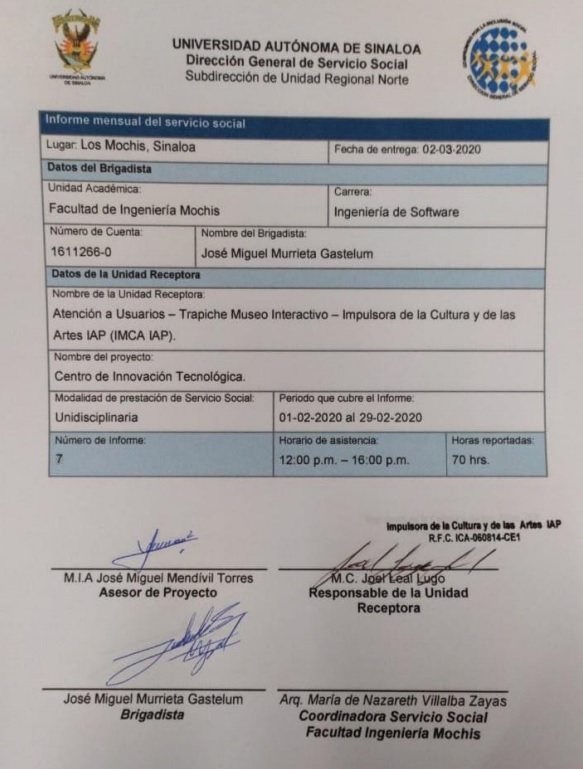 UNIVERSIDAD AUTÓNOMA DE SINALOA
Dirección General de Servicio Social
Subdirección de Unidad Regional Norte
UNIVERSIDAD AUTÓNOMA
DE SINALOA
Informe mensual del servicio social
Lugar: Los Mochis, Sinaloa
Fecha de entrega: 02-03-2020
Datos del Brigadista
Unidad Académica:
Carrera:
Facultad de Ingeniería Mochis
Ingeniería de Software
Número de Cuenta:
Nombre del Brigadista:
1611266-0
José Miguel Murrieta Gastelum
Datos de la Unidad Receptora
Nombre de la Unidad Receptora:
Atención a Usuarios – Trapiche Museo Interactivo – Impulsora de la Cultura y de las
Artes IAP (IMCA IAP).
Nombre del proyecto:
Centro de Innovación Tecnológica.
Modalidad de prestación de Servicio Social:
Periodo que cubre el Informe:
Unidisciplinaria
01-02-2020 al 29-02-2020
Número de Informe:
Horario de asistencia:
Horas reportadas:
7
12:00 p.m. – 16:00 p.m.
70 hrs.
Impulsora de la Cultura y de las Artes IAP
R.F.C. ICA-060814-CE1
M.I.A José Miguel Mendívil Torres
Asesor de Proyecto
M.C. Joel Leal Lugo
Responsable de la Unidad
Receptora
José Miguel Murrieta Gastelum
Brigadista
Arq. María de Nazareth Villalba Zayas
Coordinadora Servicio Social
Facultad Ingeniería Mochis